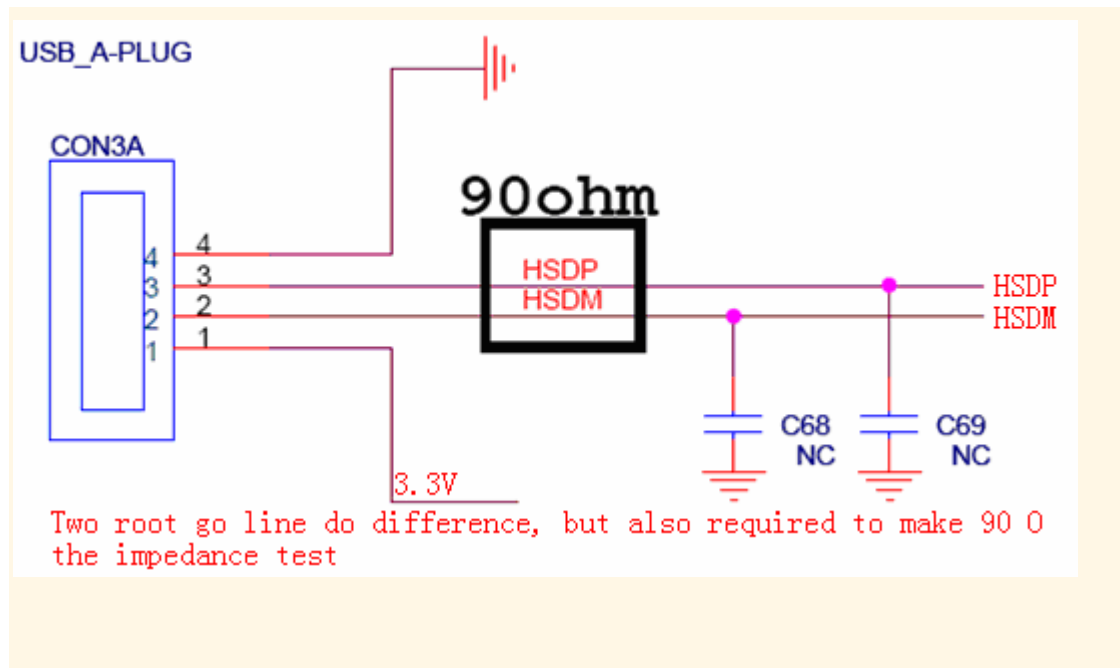 USB_A-PLUG
CON3A
90ohm
4 4
3 3
2 2
1 1
HSDP
HSDM
HSDP
HSDM
C68
NC
C69
NC
3.3V
Two root go line do difference, but also required to make 90 O
the impedance test